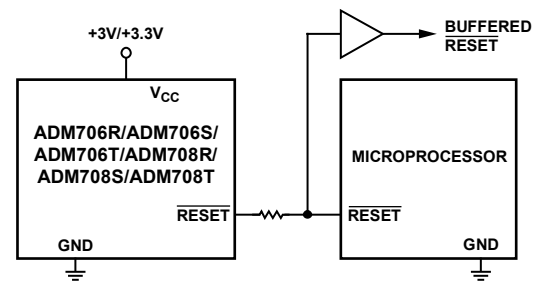 +3V/+3.3V
BUFFERED
RESET
VCC
ADM706R/ADM706S/
ADM706T/ADM708R/
ADM708S/ADM708T
MICROPROCESSOR
RESET
RESET
GND
GND